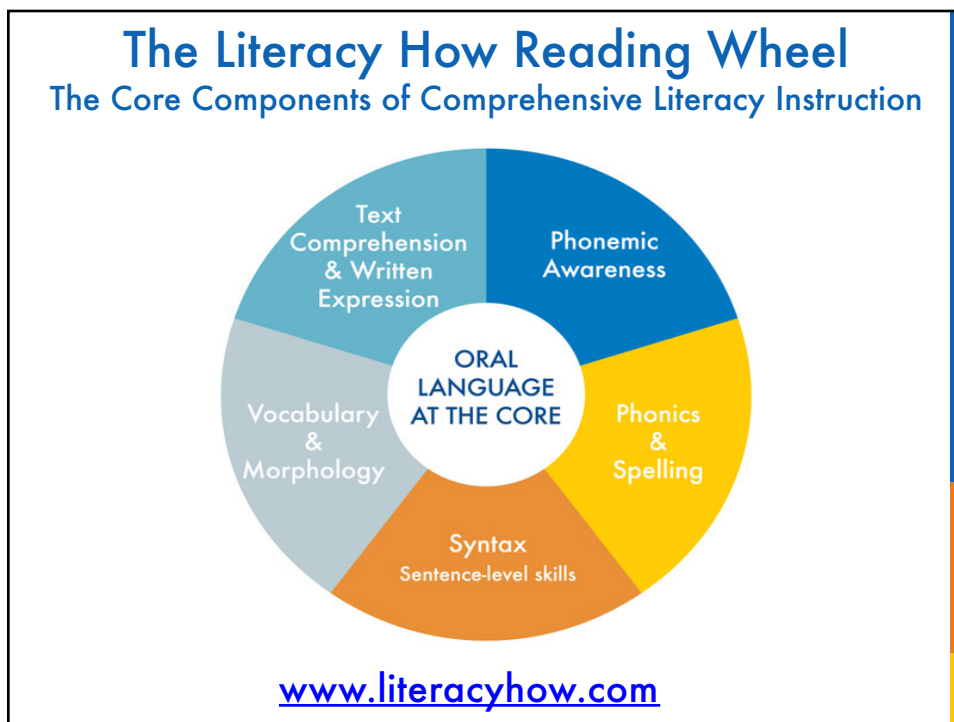 The Literacy How Reading Wheel
The Core Components of Comprehensive Literacy Instruction
Text
Comprehension
& Written
Expression
Phonemic
Awareness
ORAL
LANGUAGE
AT THE CORE
Vocabulary
&
Morphology
Phonics
&
Spelling
Syntax
Sentence-level skills
www.literacyhow.com